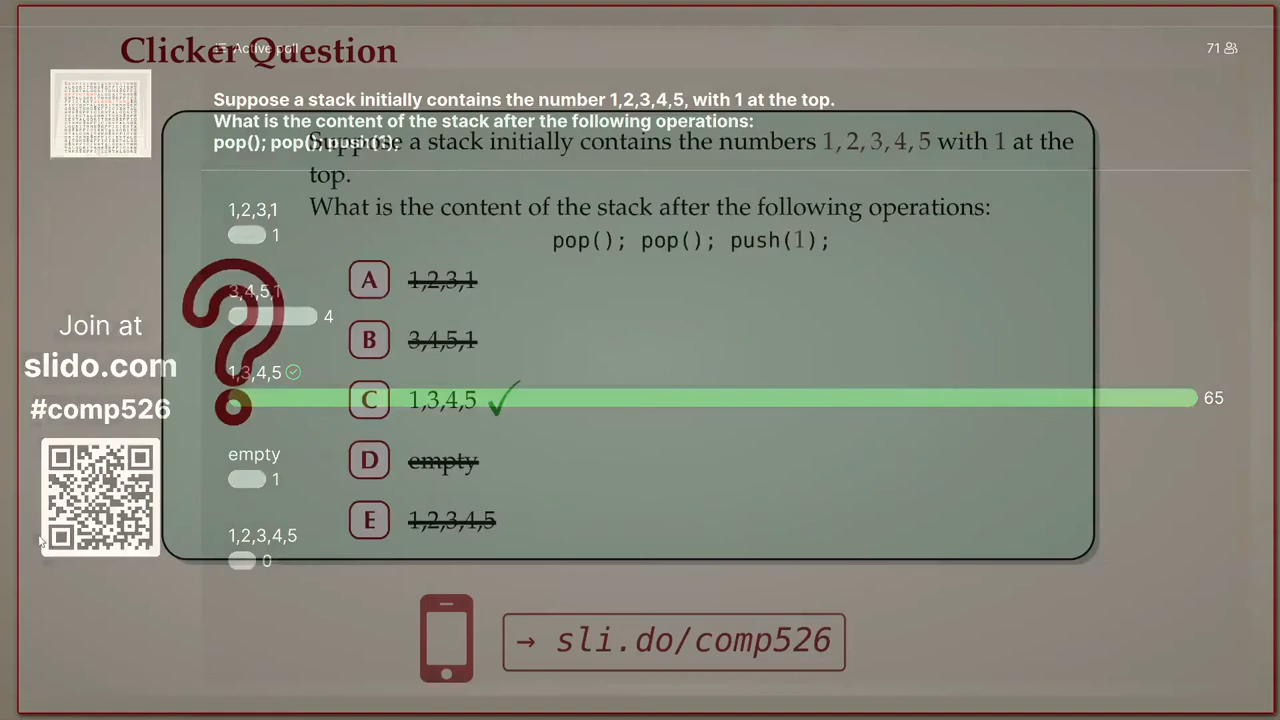 Clicker Question
Active poll
71
Suppose a stack initially contains the number 1,2,3,4,5, with 1 at the top.
What is the content of the stack after the following operations:
pop(); pop(); push(1);
Suppose a stack initially contains the numbers 1, 2, 3, 4, 5 with 1 at the
top.
What is the content of the stack after the following operations:
pop(); pop(); push(1);
1,2,3,1
1
3,4,5,1
4
1,3,4,5
65
empty
1
1,2,3,4,5
0
A 1,2,3,1
B 3,4,5,1
C 1,3,4,5
D empty
E 1,2,3,4,5
Join at
slido.com
#comp526
→ sli.do/comp526